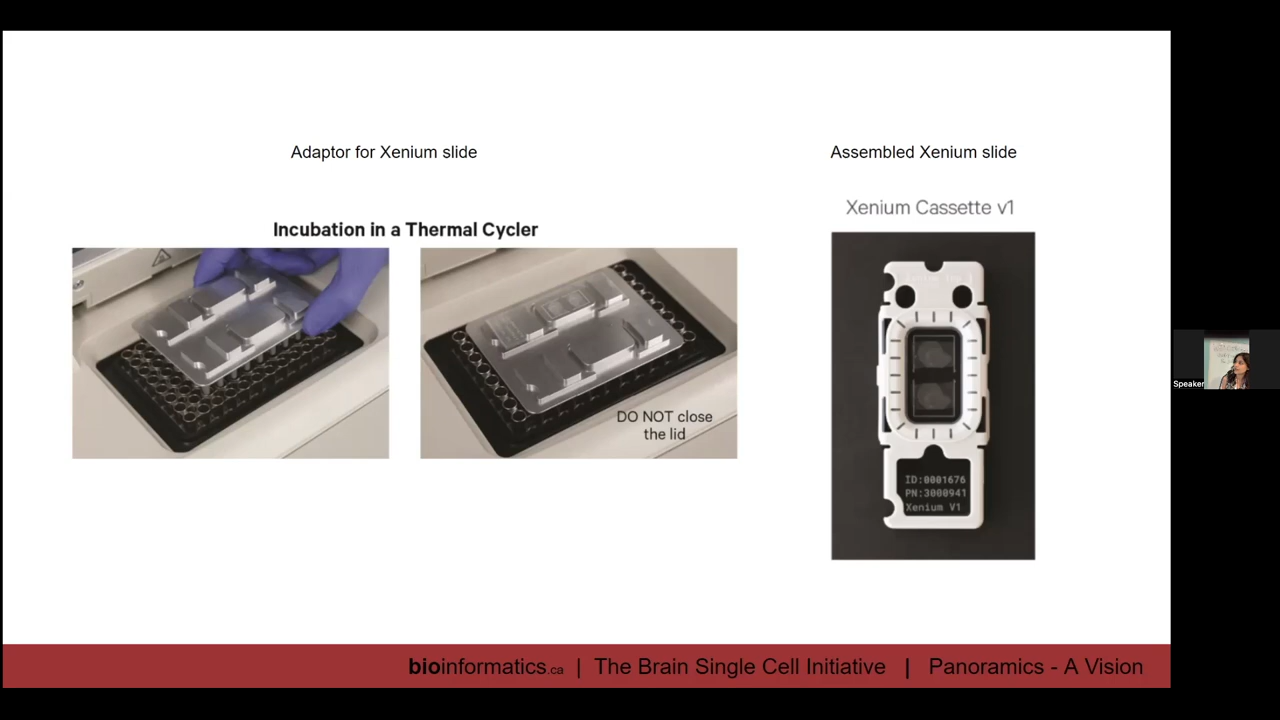 Adaptor for Xenium slide
Assembled Xenium slide
Xenium Cassette v1
Incubation in a Thermal Cycler
DO NOT close
the lid
ID:0001676
PN:3000941
Xenium V1
Speaker
bioinformatics.ca | The Brain Single Cell Initiative | Panoramics - A Vision